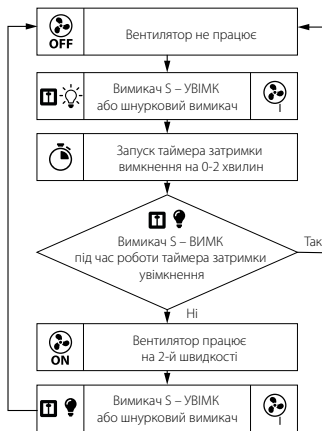 OFF
Вентилятор не працює
Вимикач S – УВІМК
або шнурковий вимикач
I
Запуск таймера затримки
вимкнення на 0-2 хвилин
Вимикач S – ВИМК
під час роботи таймера затримки
увімкнення
Так
Ні
ON
Вентилятор працює
на 2-й швидкості
Вимикач S – УВІМК
або шнурковий вимикач
I